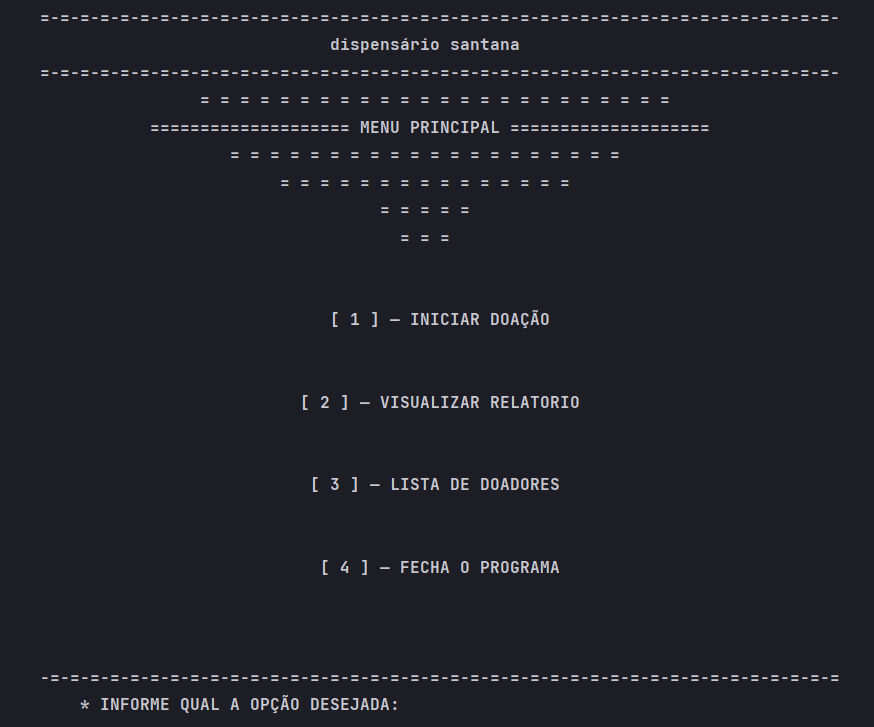 =-=-=-=-=-=-=-=-=-=-=-=-=-=-=-=-=-=-=-=-=-=-=-=-=-=-=-=-=-=-=-=-=-=-=-=-=-=-=-=-
dispensário santana
=-=-=-=-=-=-=-=-=-=-=-=-=-=-=-=-=-=-=-=-=-=-=-=-=-=-=-=-=-=-=-=-=-=-=-=-=-=-=-=-
= = = = = = = = = = = = = = = = = = = = = = = =
==================== MENU PRINCIPAL ====================
= = = = = = = = = = = = = = = = = = = =
= = = = = = = = = = = = = = =
= = = = =
= = =
[ 1 ] — INICIAR DOAÇÃO
[ 2 ] — VISUALIZAR RELATORIO
[ 3 ] — LISTA DE DOADORES
[ 4 ] — FECHA O PROGRAMA
-=-=-=-=-=-=-=-=-=-=-=-=-=-=-=-=-=-=-=-=-=-=-=-=-=-=-=-=-=-=-=-=-=-=-=-=-=-=-=-=
* INFORME QUAL A OPÇÃO DESEJADA: